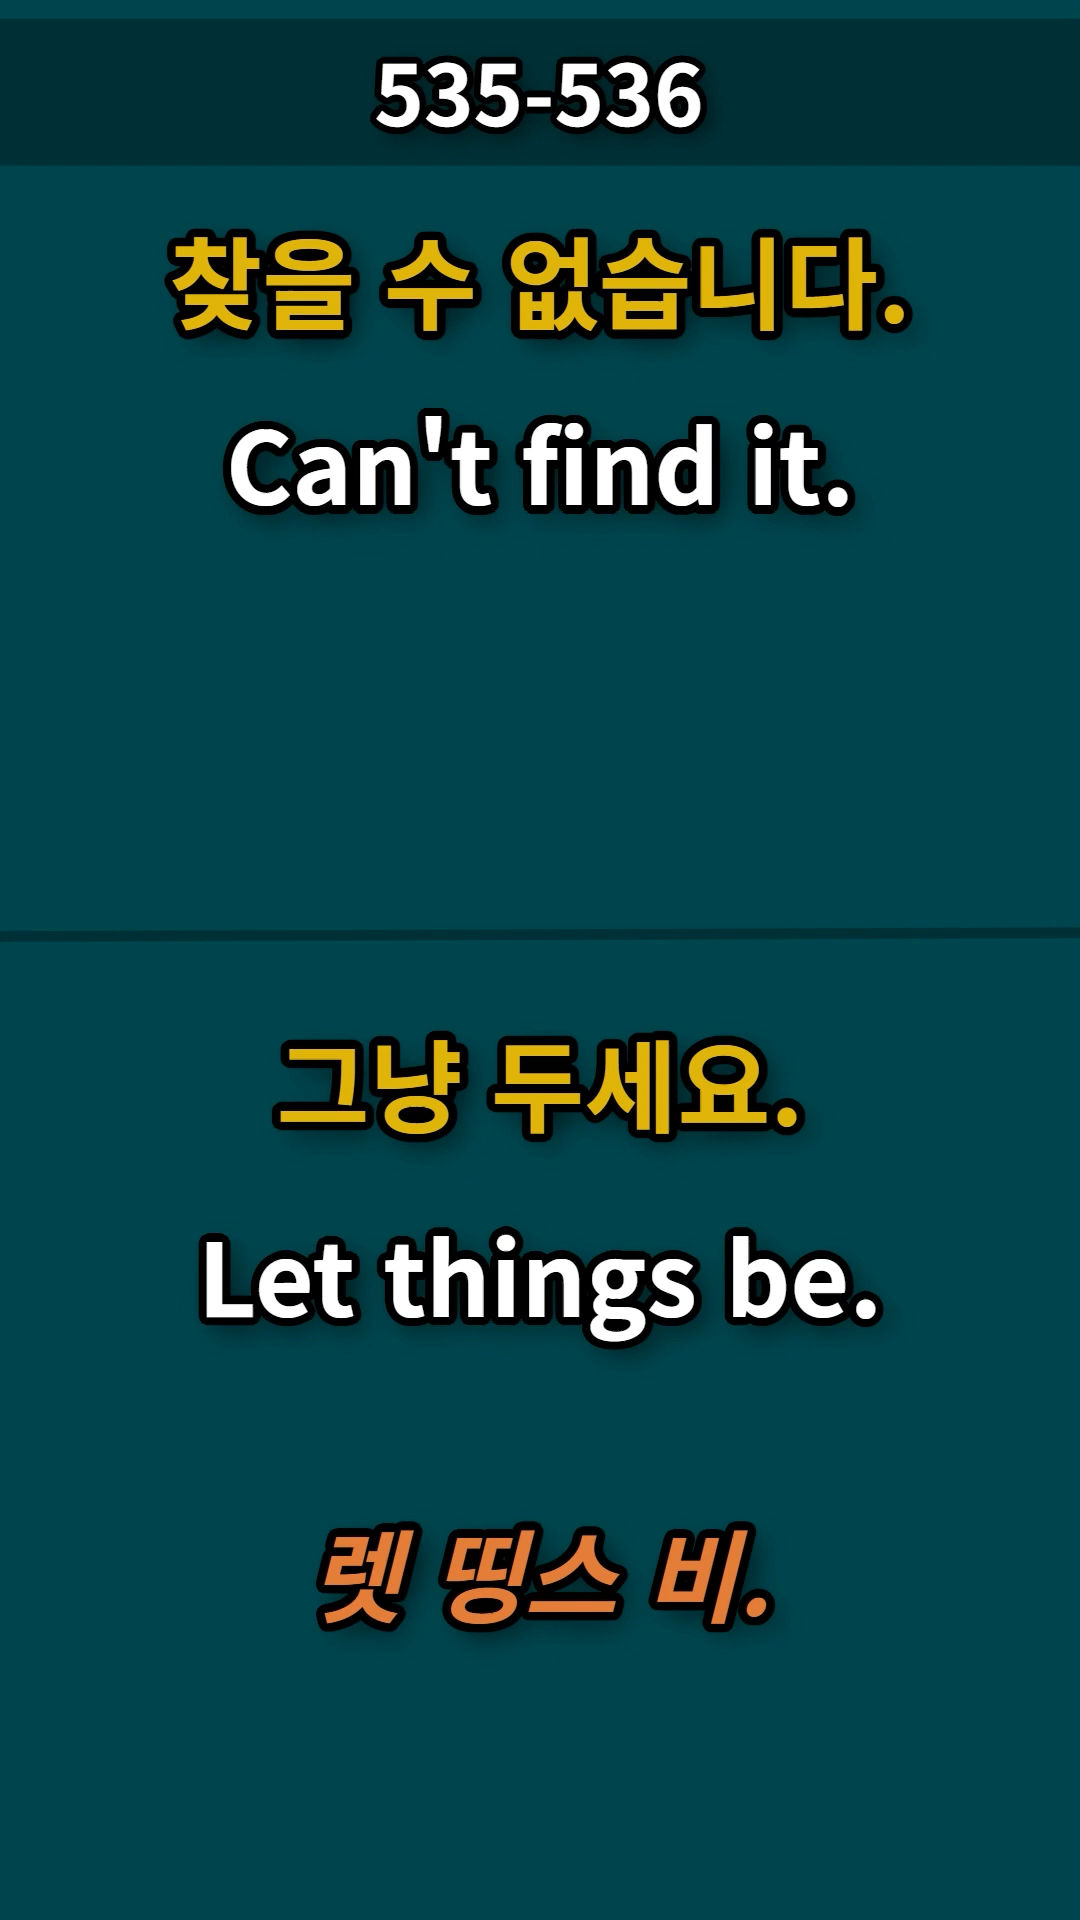 535-536
찾을 수 없습니다.
Can't find it.
그냥 두세요.
Let things be.
렛 띵스 비.